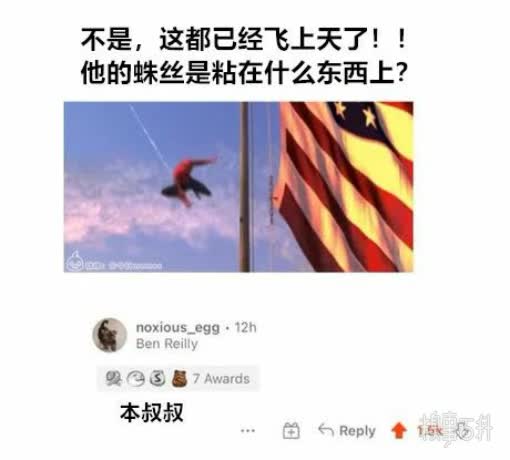 不是，这都已经飞上天了！！
他的蛛丝是粘在什么东西上？
noxious_egg · 12h
Ben Reilly
7 Awards
本叔叔
Reply
1.5k